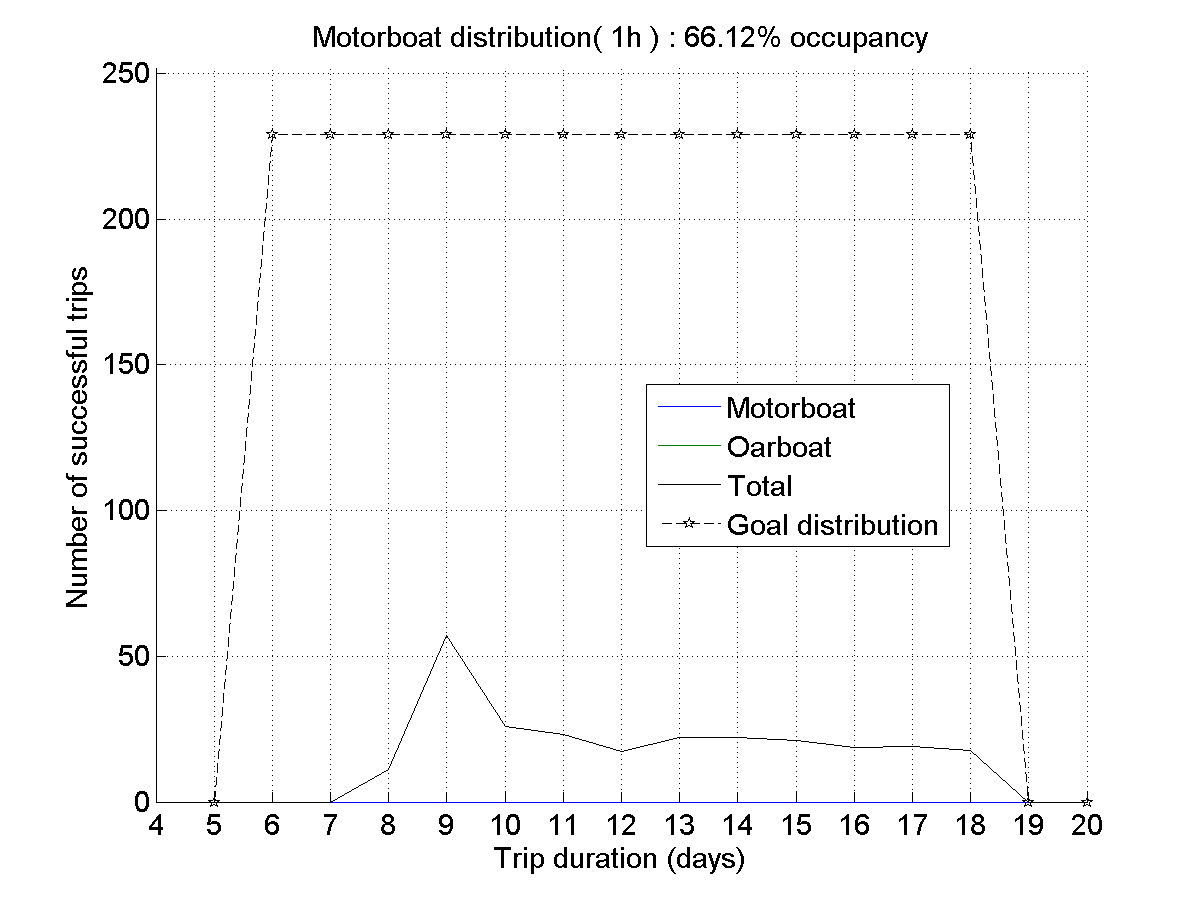 Motorboat distribution( 1h ) : 66.12% occupancy
250
200
150
100
50
0
Number of successful trips
Motorboat
Oarboat
Total
Goal distribution
4 5 6 7 8 9 10 11 12 13 14 15 16 17 18 19 20
Trip duration (days)